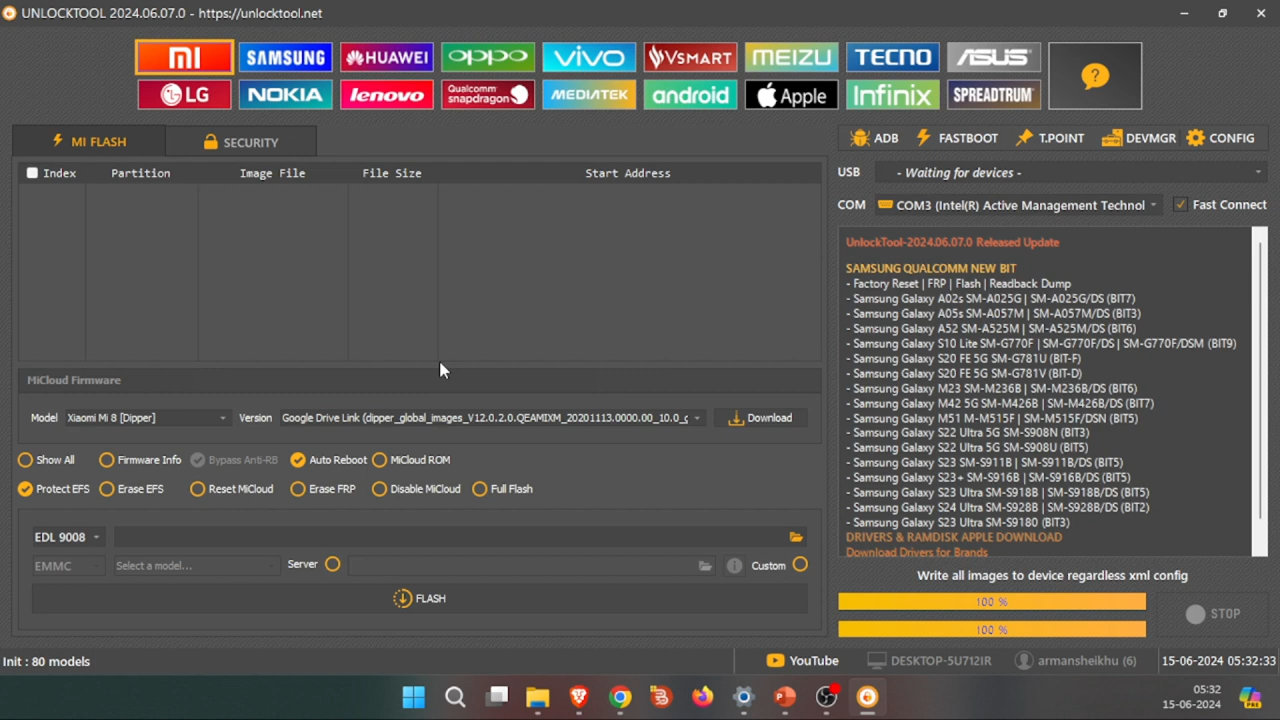 UNLOCKTOOL 2024.06.07.0 - https://unlocktool.net
MI SAMSUNG HUAWEI OPPO VIVO VSMART MEIZU TECNO ASUS ?
LG NOKIA lenovo Qualcomm snapdragon MEDIATEK android Apple Infinix SPREADTRUM
MI FLASH SECURITY
Index Partition Image File File Size Start Address
MiCloud Firmware
Model Xiaomi Mi 8 [Dipper] Version Google Drive Link (dipper_global_images_V12.0.2.0.QEAMIXM_20201113.0000.00_10.0_g Download
Show All Firmware Info Bypass Anti-RB Auto Reboot MiCloud ROM
Protect EFS Erase EFS Reset MiCloud Erase FRP Disable MiCloud Full Flash
EDL 9008
EMMC Select a model... Server Custom
FLASH
Init : 80 models
ADB FASTBOOT T.POINT DEVMGR CONFIG
USB - Waiting for devices -
COM COM3 (Intel(R) Active Management Technol Fast Connect
UnlockTool-2024.06.07.0 Released Update
SAMSUNG QUALCOMM NEW BIT
- Factory Reset | FRP | Flash | Readback Dump
- Samsung Galaxy A02s SM-A025G | SM-A025G/DS (BIT7)
- Samsung Galaxy A05s SM-A057M | SM-A057M/DS (BIT3)
- Samsung Galaxy A52 SM-A525M | SM-A525M/DS (BIT6)
- Samsung Galaxy S10 Lite SM-G770F | SM-G770F/DS | SM-G770F/DSM (BIT9)
- Samsung Galaxy S20 FE 5G SM-G781U (BIT-F)
- Samsung Galaxy S20 FE 5G SM-G781V (BIT-D)
- Samsung Galaxy M23 SM-M236B | SM-M236B/DS (BIT6)
- Samsung Galaxy M42 5G SM-M426B | SM-M426B/DS (BIT7)
- Samsung Galaxy M51 M-M515F | SM-M515F/DSN (BIT5)
- Samsung Galaxy S22 Ultra 5G SM-S908N (BIT3)
- Samsung Galaxy S22 Ultra 5G SM-S908U (BIT5)
- Samsung Galaxy S23 SM-S911B | SM-S911B/DS (BIT5)
- Samsung Galaxy S23+ SM-S916B | SM-S916B/DS (BIT5)
- Samsung Galaxy S23 Ultra SM-S918B | SM-S918B/DS (BIT5)
- Samsung Galaxy S24 Ultra SM-S928B | SM-S928B/DS (BIT2)
- Samsung Galaxy S23 Ultra SM-S9180 (BIT3)
DRIVERS & RAMDISK APPLE DOWNLOAD
Download Drivers for Brands
Write all images to device regardless xml config
100 %
STOP
100 %
YouTube DESKTOP-5U712IR armansheikhu (6) 15-06-2024 05:32:33
05:32
15-06-2024
PRE